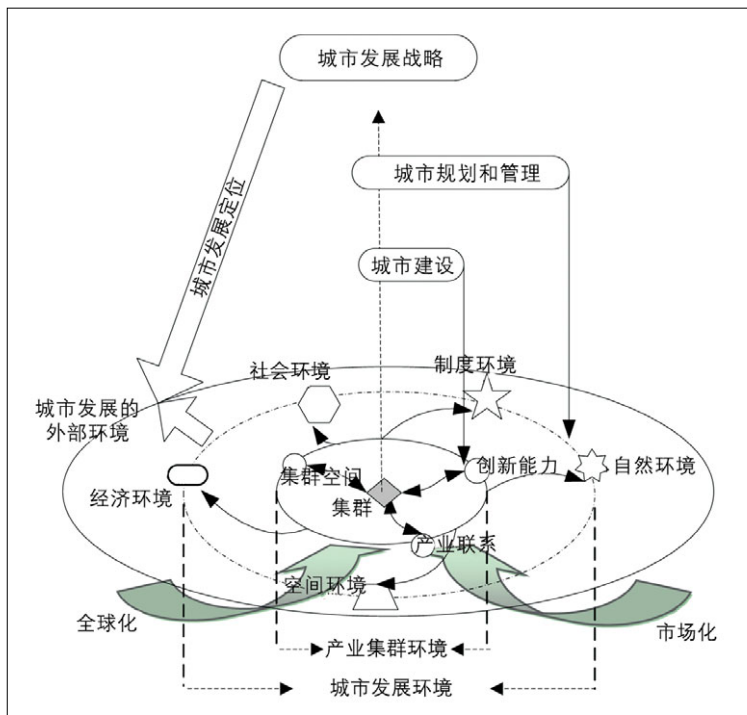 城市发展战略
城市规划和管理
城市建设
城市发展定位
社会环境
制度环境
城市发展的
外部环境
集群空间
创新能力
自然环境
经济环境
集群
产业联系
空间环境
全球化
市场化
产业集群环境
城市发展环境